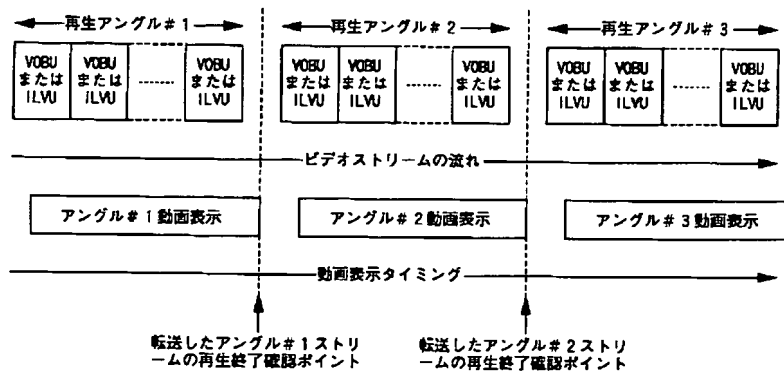 再生アングル＃1
再生アングル＃2
再生アングル＃3
VOBU
または
ILVU
VOBU
または
ILVU
VOBU
または
ILVU
VOBU
または
ILVU
VOBU
または
ILVU
VOBU
または
ILVU
VOBU
または
ILVU
VOBU
または
ILVU
VOBU
または
ILVU
ビデオストリームの流れ
アングル＃1動画表示
アングル＃2動画表示
アングル＃3動画表示
動画表示タイミング
転送したアングル＃1ストリ
ームの再生終了確認ポイント
転送したアングル＃2ストリ
ームの再生終了確認ポイント